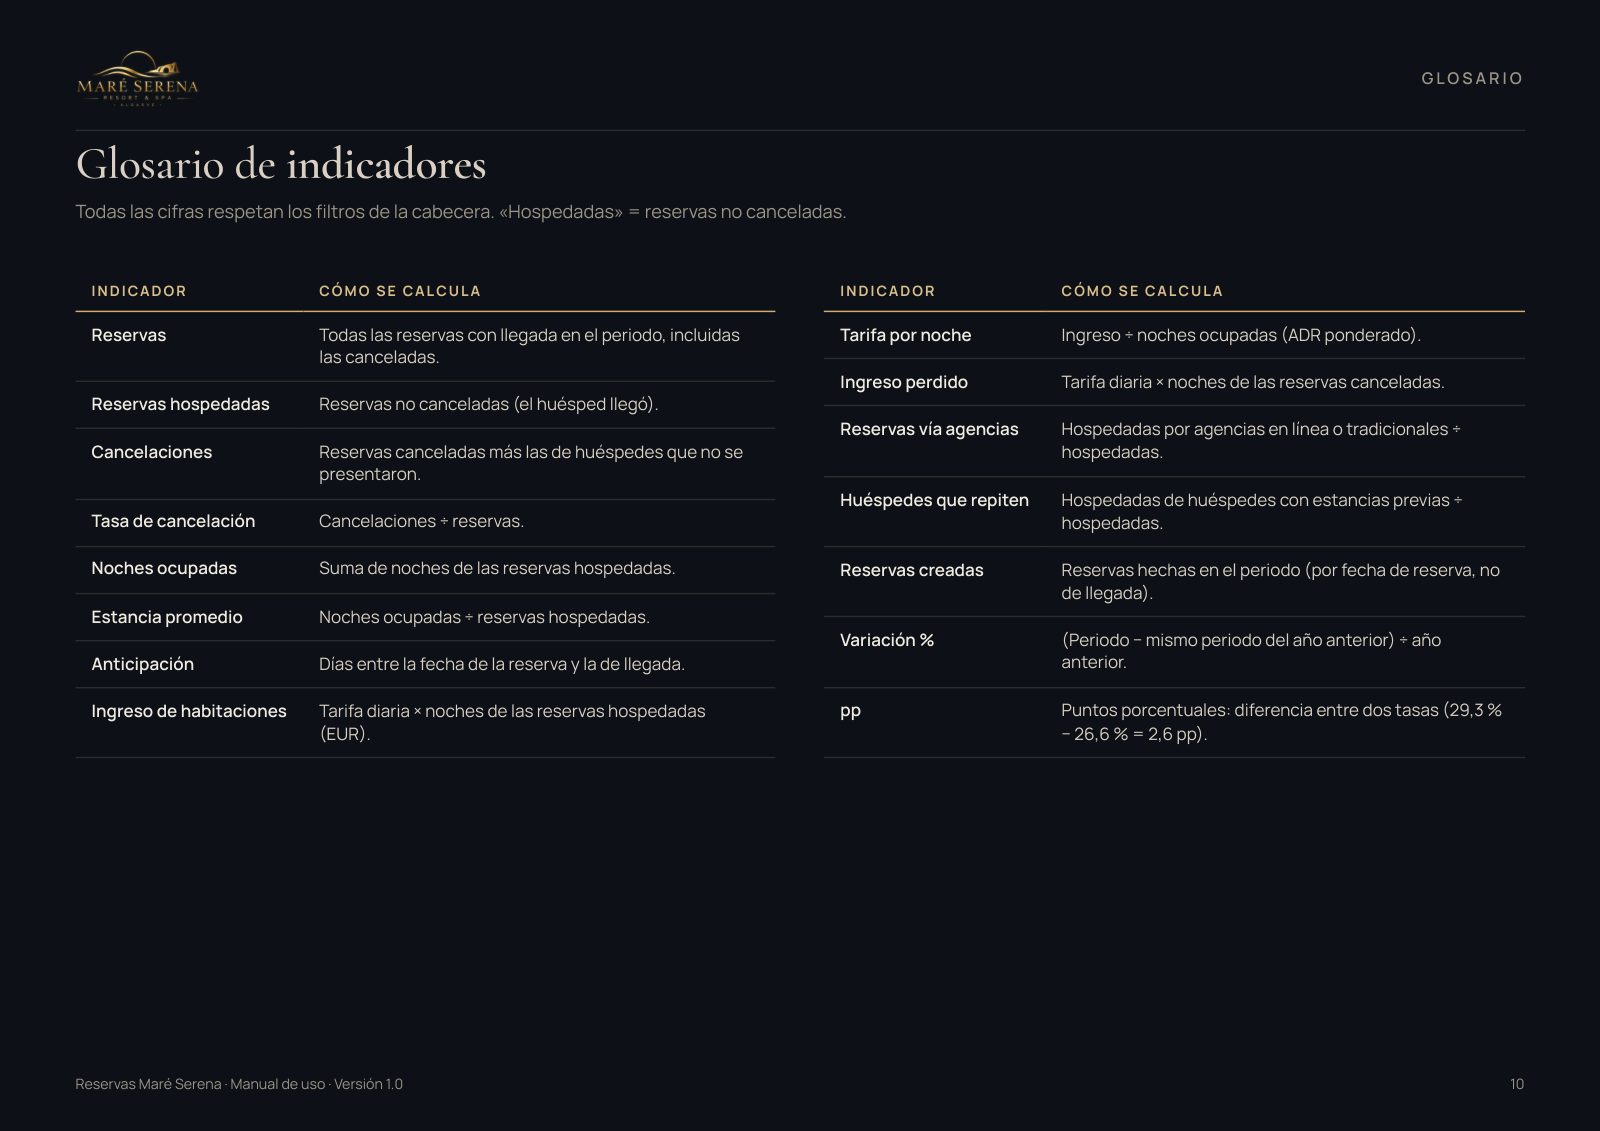 MARÉ SERENA
RESORT & SPA
· ALGARVE ·
GLOSARIO
Glosario de indicadores
Todas las cifras respetan los filtros de la cabecera. «Hospedadas» = reservas no canceladas.
INDICADOR
CÓMO SE CALCULA
Reservas
Todas las reservas con llegada en el periodo, incluidas
las canceladas.
Reservas hospedadas
Reservas no canceladas (el huésped llegó).
Cancelaciones
Reservas canceladas más las de huéspedes que no se
presentaron.
Tasa de cancelación
Cancelaciones ÷ reservas.
Noches ocupadas
Suma de noches de las reservas hospedadas.
Estancia promedio
Noches ocupadas ÷ reservas hospedadas.
Anticipación
Días entre la fecha de la reserva y la de llegada.
Ingreso de habitaciones
Tarifa diaria × noches de las reservas hospedadas
(EUR).
INDICADOR
CÓMO SE CALCULA
Tarifa por noche
Ingreso ÷ noches ocupadas (ADR ponderado).
Ingreso perdido
Tarifa diaria × noches de las reservas canceladas.
Reservas vía agencias
Hospedadas por agencias en línea o tradicionales ÷
hospedadas.
Huéspedes que repiten
Hospedadas de huéspedes con estancias previas ÷
hospedadas.
Reservas creadas
Reservas hechas en el periodo (por fecha de reserva, no
de llegada).
Variación %
(Periodo − mismo periodo del año anterior) ÷ año
anterior.
pp
Puntos porcentuales: diferencia entre dos tasas (29,3 %
− 26,6 % = 2,6 pp).
Reservas Maré Serena · Manual de uso · Versión 1.0
10